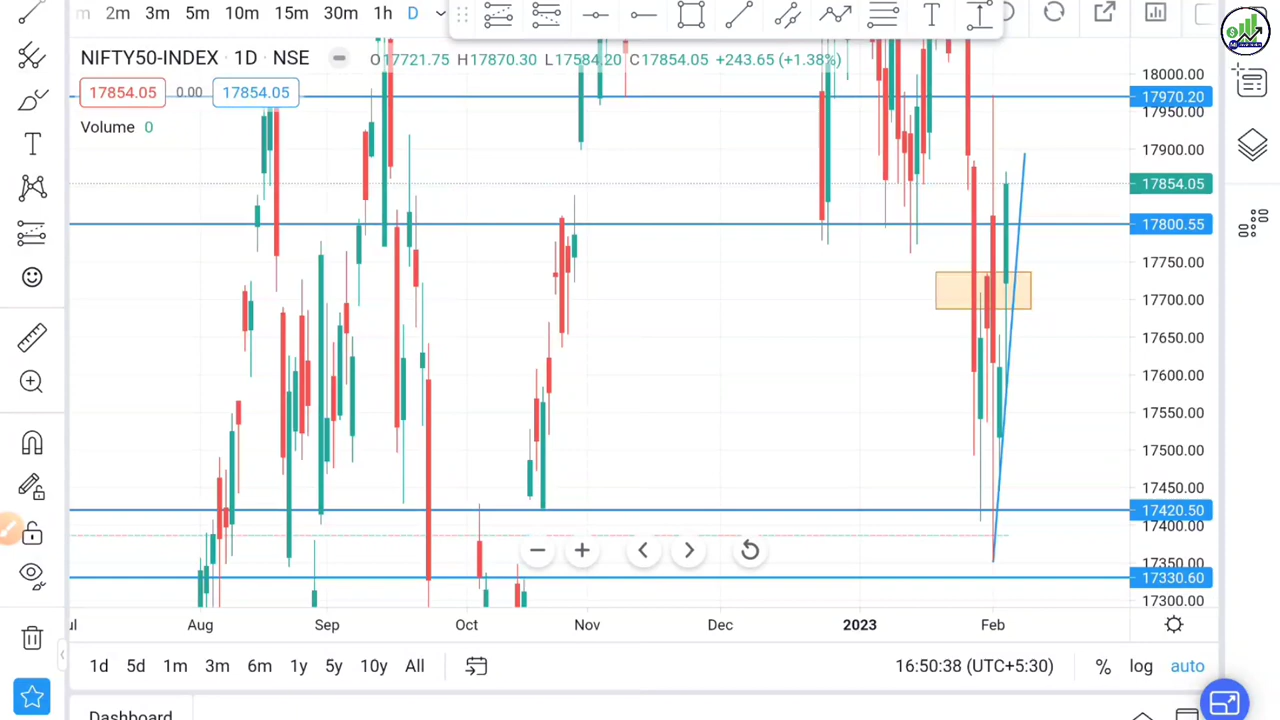 m 2m 3m 5m 10m 15m 30m 1h D
NIFTY50-INDEX · 1D · NSE O17721.75 H17870.30 L17584.20 C17854.05 +243.65 (+1.38%)
17854.05 0.00 17854.05
Volume 0
18000.00
17970.20
17950.00
17900.00
17854.05
17800.55
17750.00
17700.00
17650.00
17600.00
17550.00
17500.00
17450.00
17420.50
17400.00
17350.00
17330.60
17300.00
ul Aug Sep Oct Nov Dec 2023 Feb
1d 5d 1m 3m 6m 1y 5y 10y All 16:50:38 (UTC+5:30) % log auto
Dashboard